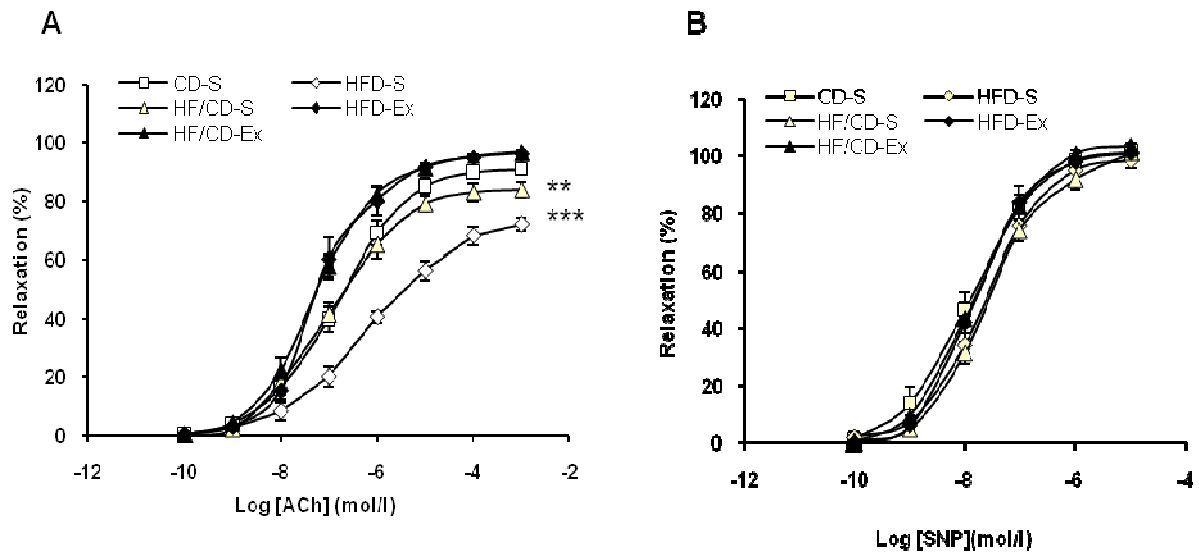 A
120
100
80
60
40
20
0
Relaxation (%)
CD-S HFD-S
HF/CD-S HFD-Ex
HF/CD-Ex
**
***
-12 -10 -8 -6 -4 -2
Log [ACh] (mol/l)
B
120
100
80
60
40
20
0
Relaxation (%)
CD-S HFD-S
HF/CD-S HFD-Ex
HF/CD-Ex
-12 -10 -8 -6 -4
Log [SNP](mol/l)